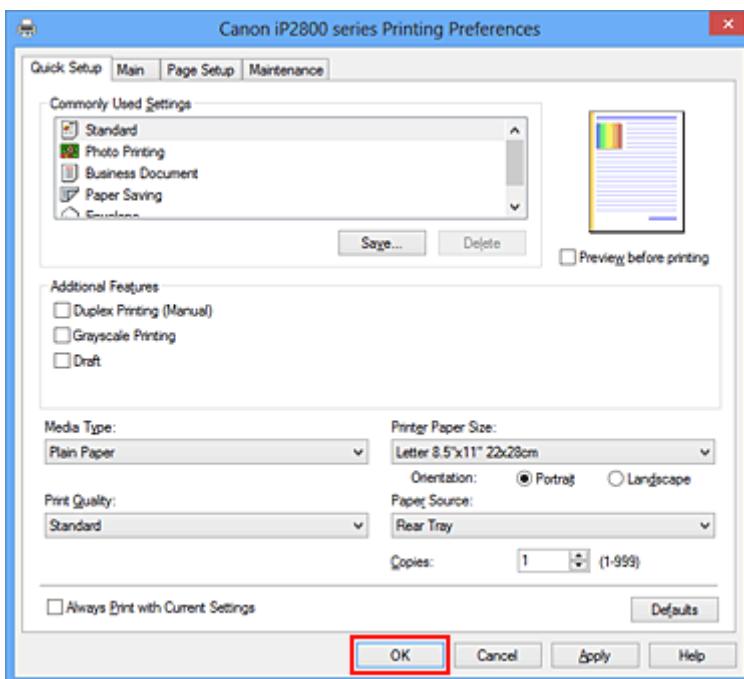 Canon iP2800 series Printing Preferences
Quick Setup Main Page Setup Maintenance
Commonly Used Settings
Standard
Photo Printing
Business Document
Paper Saving
Envelope
Save... Delete
Preview before printing
Additional Features
Duplex Printing (Manual)
Grayscale Printing
Draft
Media Type: Printer Paper Size:
Plain Paper Letter 8.5"x11" 22x28cm
Orientation: Portrait Landscape
Print Quality: Paper Source:
Standard Rear Tray
Copies: 1 (1-999)
Always Print with Current Settings Defaults
OK Cancel Apply Help